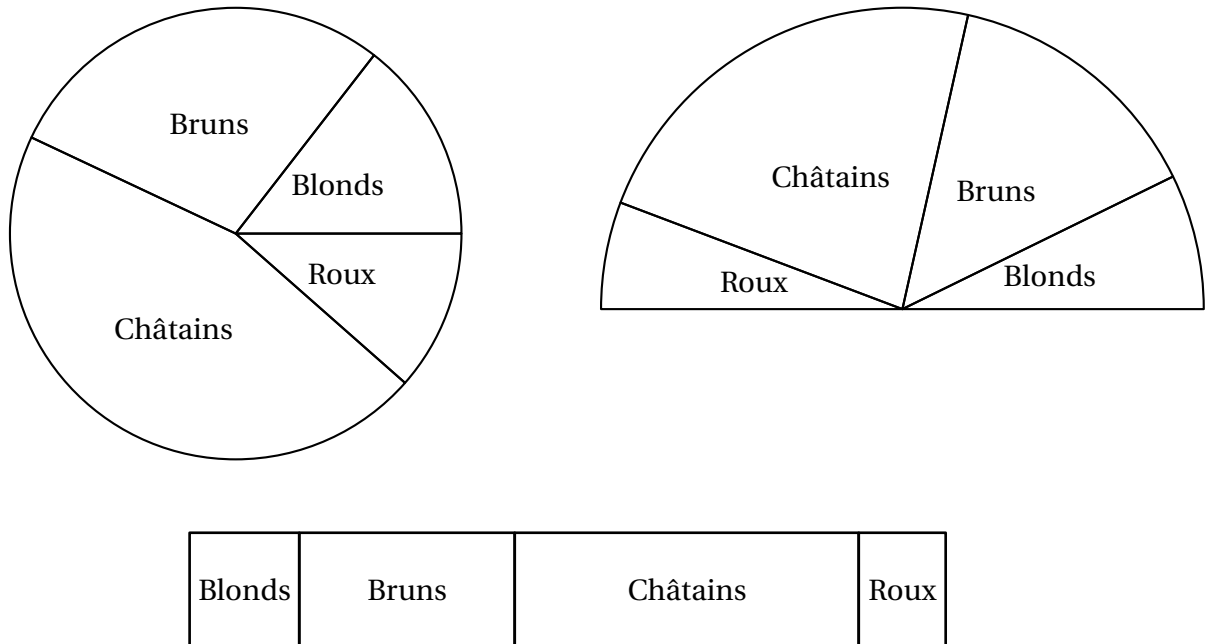 Bruns
Blonds
Roux
Châtains
Châtains
Bruns
Roux
Blonds
Blonds Bruns Châtains Roux